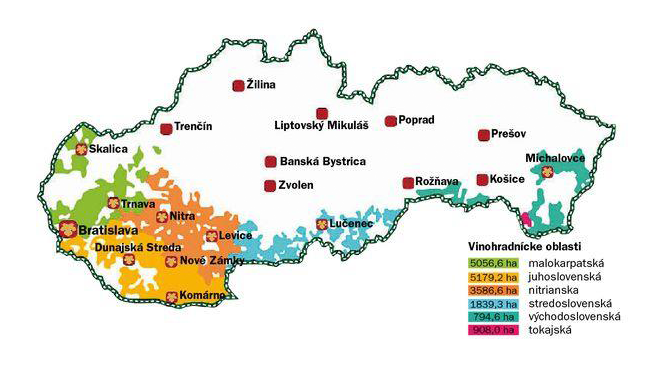 Žilina
Liptovský Mikuláš
Poprad
Trenčín
Prešov
Skalica
Banská Bystrica
Michalovce
Zvolen
Rožňava
Košice
Trnava
Nitra
Bratislava
Levice
Lučenec
Dunajská Streda
Nové Zámky
Komárno
Vinohradnícke oblasti
5056,6 ha malokarpatská
5179,2 ha juhoslovenská
3586,6 ha nitrianska
1839,3 ha stredoslovenská
794,6 ha východoslovenská
908,0 ha tokajská